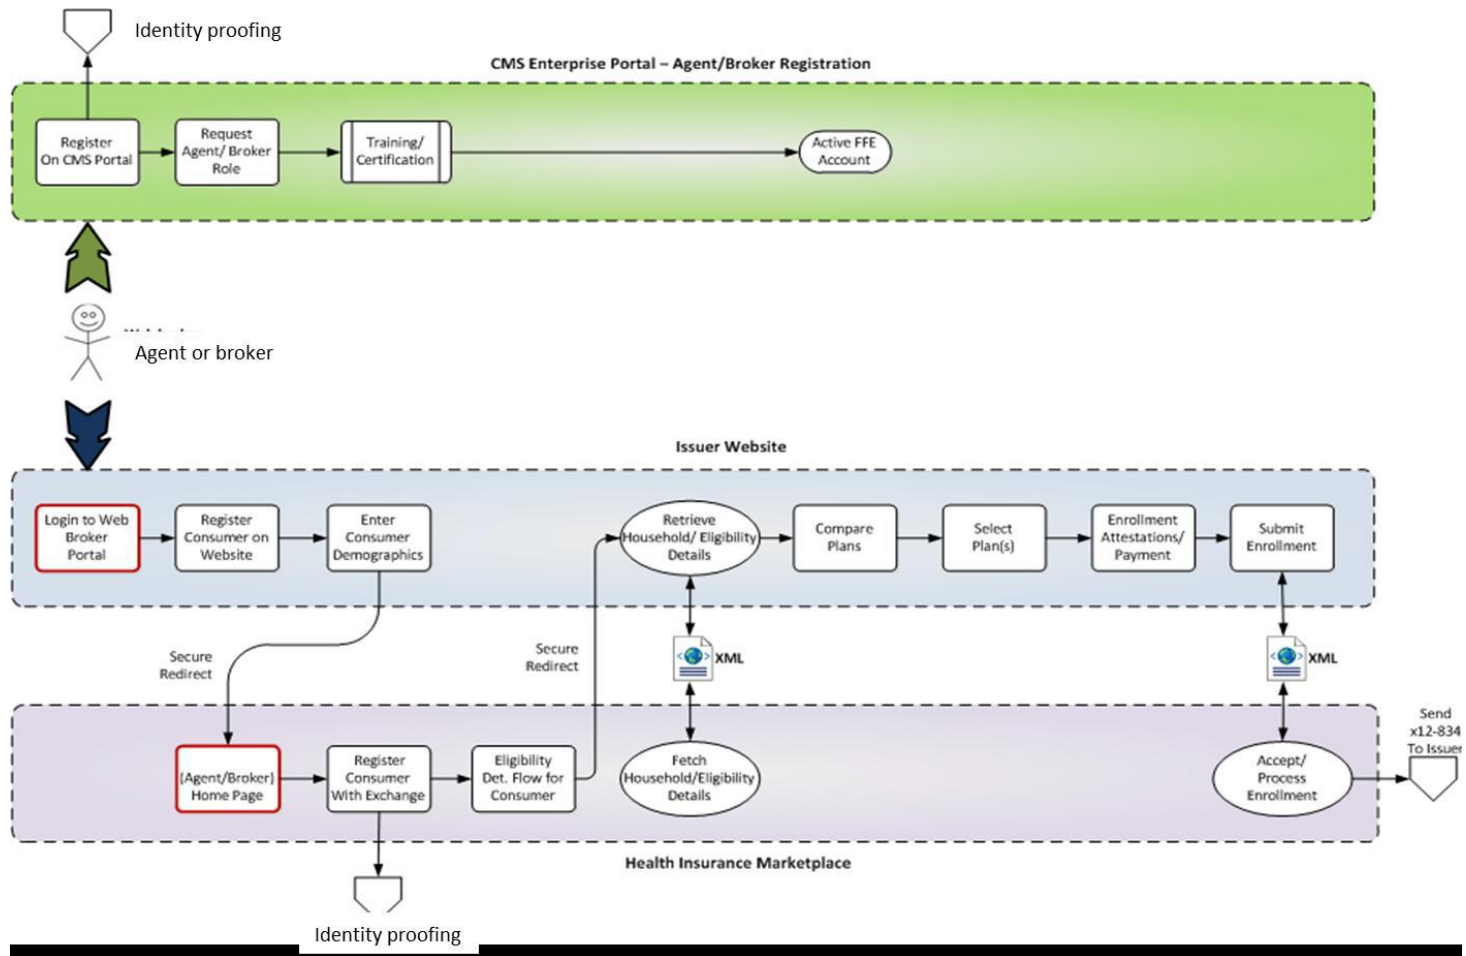 Identity proofing
CMS Enterprise Portal – Agent/Broker Registration
Register
On CMS Portal
Request
Agent/ Broker
Role
Training/
Certification
Active FFE
Account
Agent or broker
Issuer Website
Login to Web
Broker
Portal
Register
Consumer on
Website
Enter
Consumer
Demographics
Retrieve
Household/ Eligibility
Details
Compare
Plans
Select
Plan(s)
Enrollment
Attestations/
Payment
Submit
Enrollment
Secure
Redirect
Secure
Redirect
XML
XML
(Agent/Broker)
Home Page
Register
Consumer
With Exchange
Eligibility
Det. Flow for
Consumer
Fetch
Household/Eligibility
Details
Accept/
Process
Enrollment
Send
x12-834
To Issuer
Health Insurance Marketplace
Identity proofing